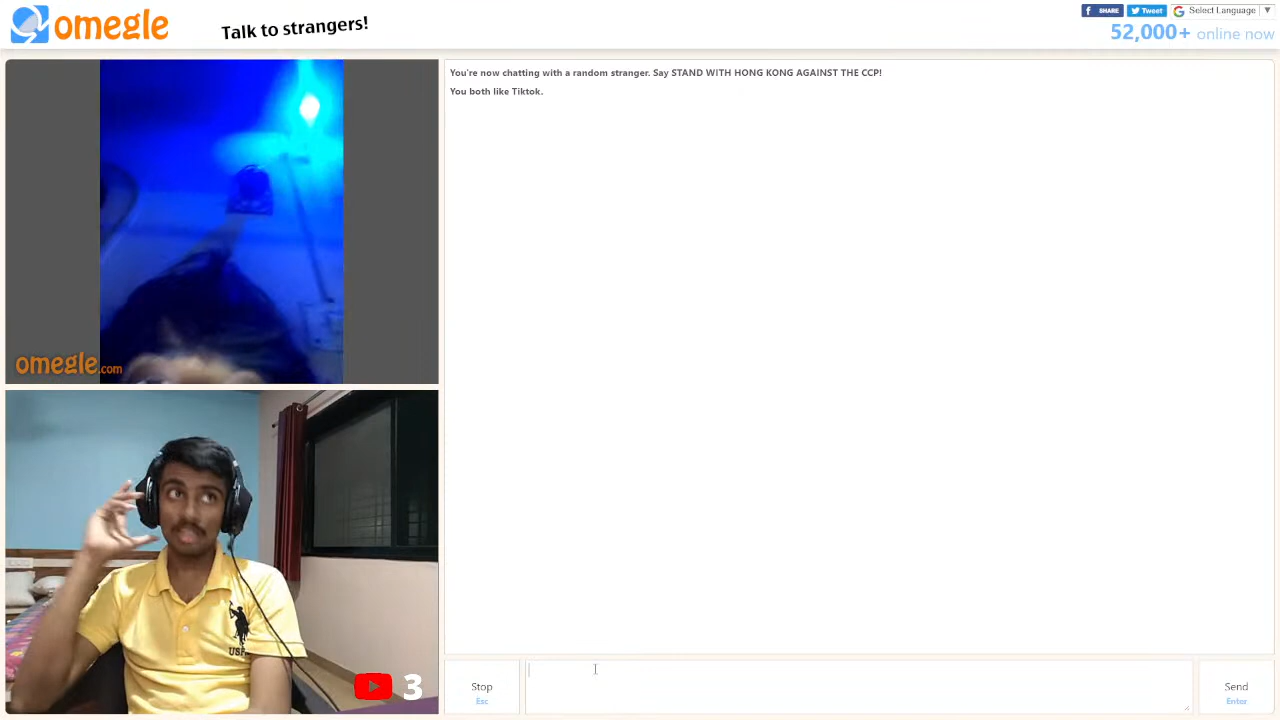 omegle
Talk to strangers!
SHARE
Tweet
Select Language ▼
52,000+ online now
You're now chatting with a random stranger. Say STAND WITH HONG KONG AGAINST THE CCP!
You both like Tiktok.
omegle.com
USPA
3
Stop
Esc
Send
Enter